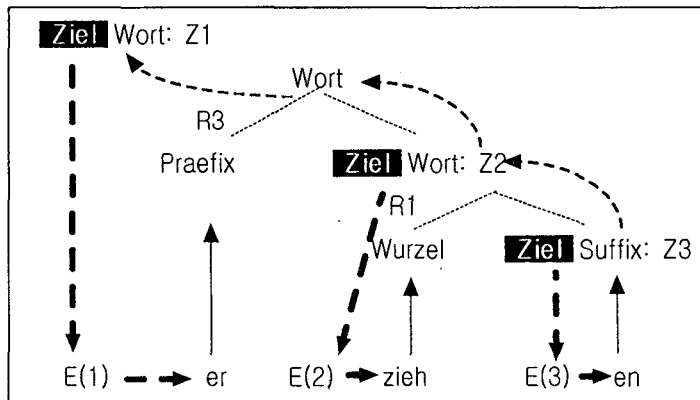 Ziel Wort: Z1
Wort
R3
Praefix
Ziel Wort: Z2
R1
Wurzel
Ziel Suffix: Z3
E(1) er E(2) zieh E(3) en